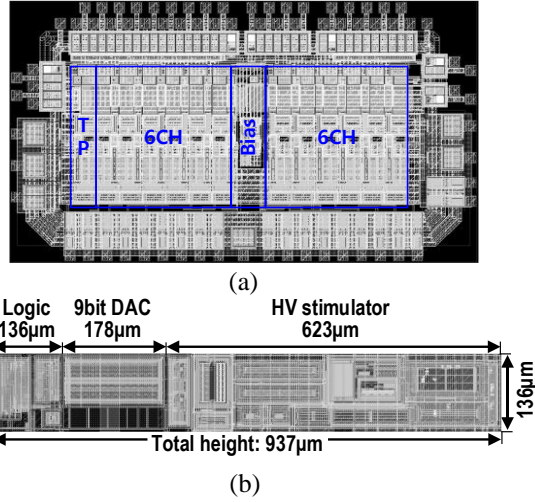 T
P
6CH
Bias
6CH
(a)
Logic
136μm
9bit DAC
178μm
HV stimulator
623μm
136μm
Total height: 937μm
(b)